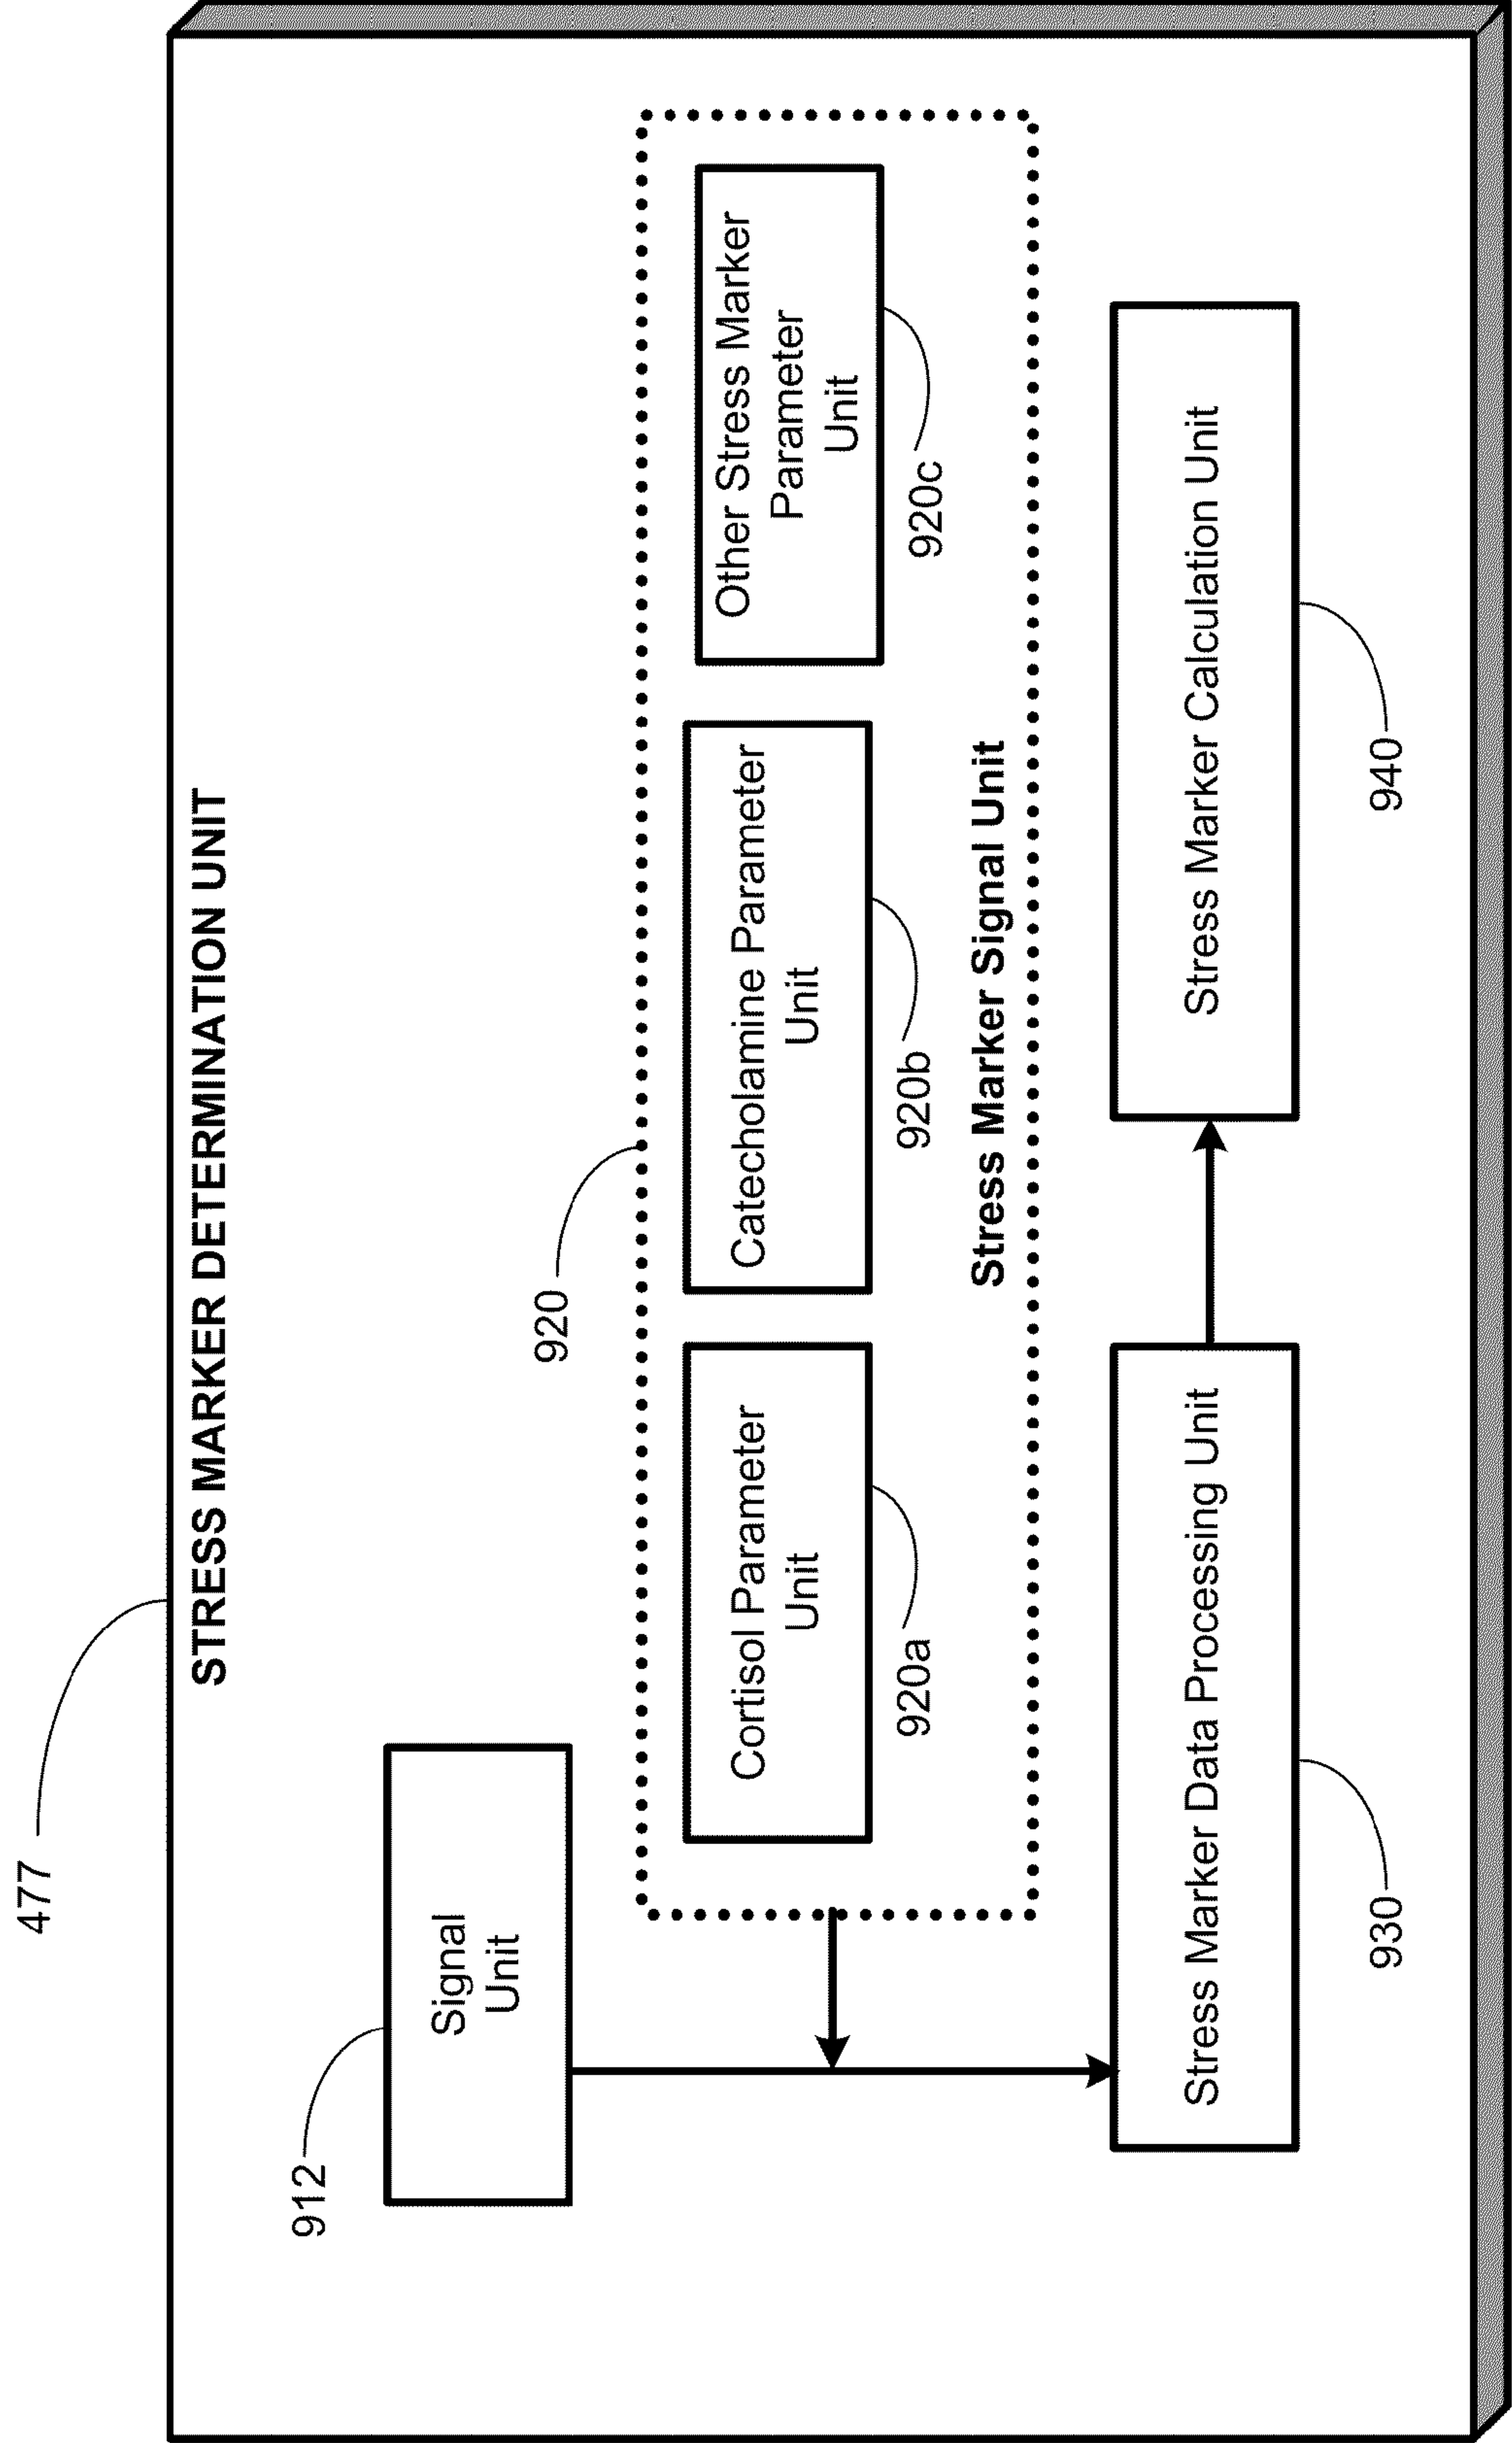 477
STRESS MARKER DETERMINATION UNIT
912
Signal
Unit
920
Cortisol Parameter
Unit
920a
Catecholamine Parameter
Unit
920b
Other Stress Marker
Parameter
Unit
920c
Stress Marker Signal Unit
Stress Marker Data Processing Unit
930
Stress Marker Calculation Unit
940